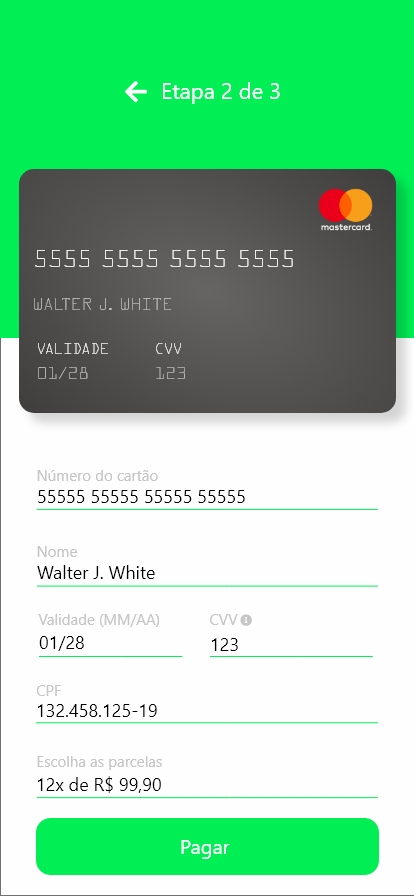 Etapa 2 de 3
mastercard.
5555 5555 5555 5555
WALTER J. WHITE
VALIDADE CVV
01/28 123
Número do cartão
55555 55555 55555 55555
Nome
Walter J. White
Validade (MM/AA) CVV
01/28 123
CPF
132.458.125-19
Escolha as parcelas
12x de R$ 99,90
Pagar